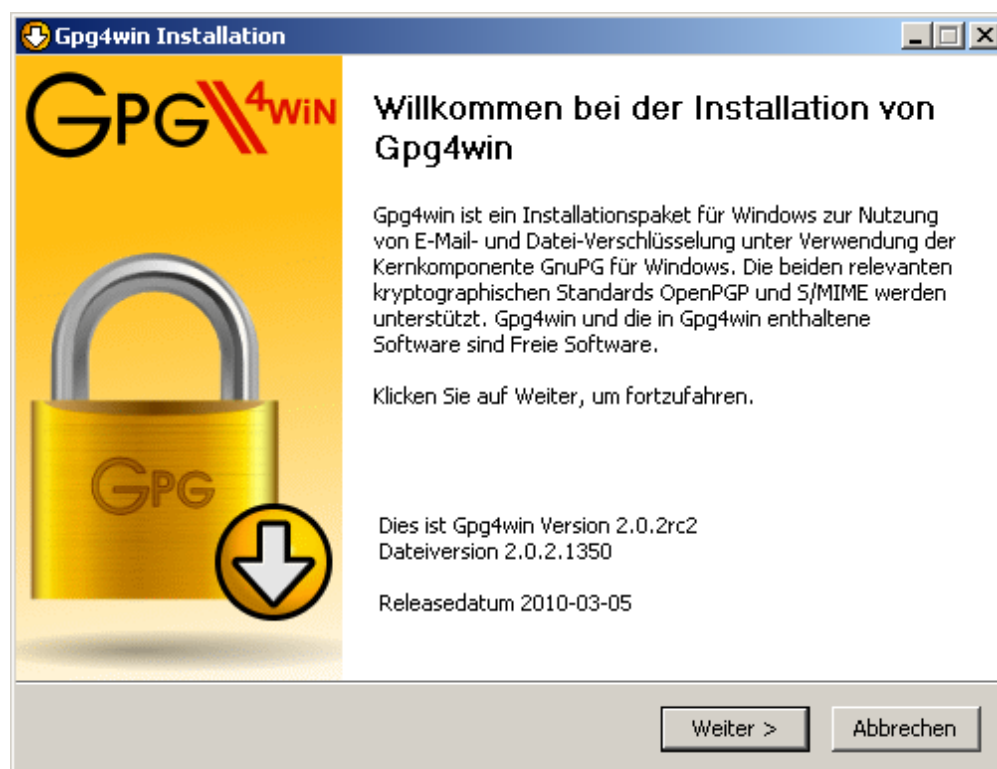 Gpg4win Installation
GPG4WIN
Willkommen bei der Installation von
Gpg4win
Gpg4win ist ein Installationspaket für Windows zur Nutzung
von E-Mail- und Datei-Verschlüsselung unter Verwendung der
Kernkomponente GnuPG für Windows. Die beiden relevanten
kryptographischen Standards OpenPGP und S/MIME werden
unterstützt. Gpg4win und die in Gpg4win enthaltene
Software sind Freie Software.
Klicken Sie auf Weiter, um fortzufahren.
GPG
Dies ist Gpg4win Version 2.0.2rc2
Dateiversion 2.0.2.1350
Releasedatum 2010-03-05
Weiter >
Abbrechen